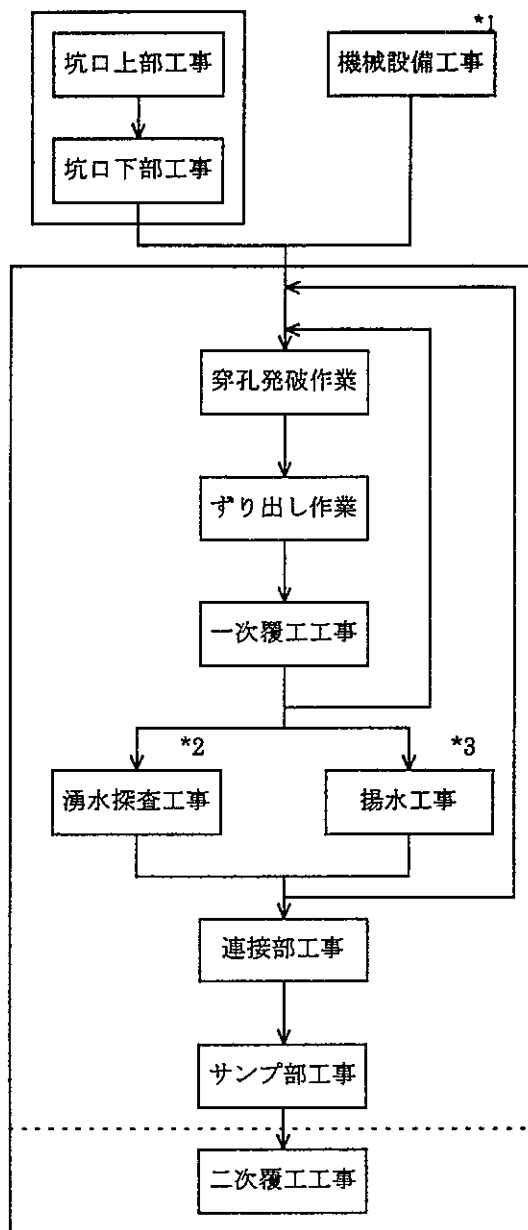 *1
坑口上部工事
機械設備工事
坑口下部工事
穿孔発破作業
ずり出し作業
一次覆工工事
*2
*3
湧水探査工事
揚水工事
連接部工事
サンプ部工事
二次覆工工事